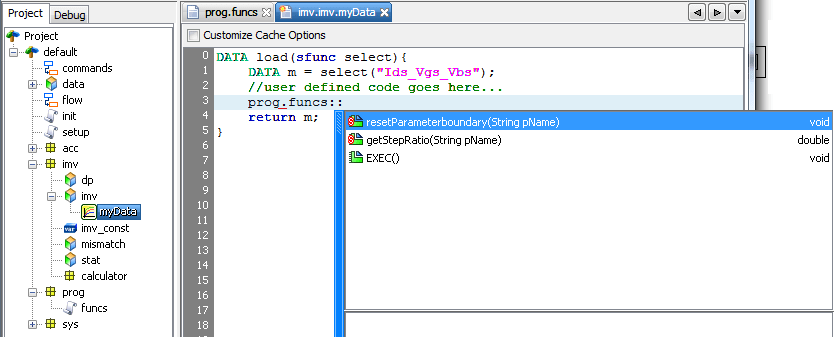 Project
Debug
Project
default
commands
data
flow
init
setup
acc
imv
dp
imv
myData
imv_const
mismatch
stat
calculator
prog
funcs
sys
prog.funcs
imv.imv.myData
Customize Cache Options
0 DATA load(sfunc select){
1 DATA m = select("Ids_Vgs_Vbs");
2 //user defined code goes here...
3 prog.funcs::
4 return m;
5 }
6
7
8
9
10
11
12
13
14
15
16
17
18
resetParameterboundary(String pName) void
getStepRatio(String pName) double
EXEC() void